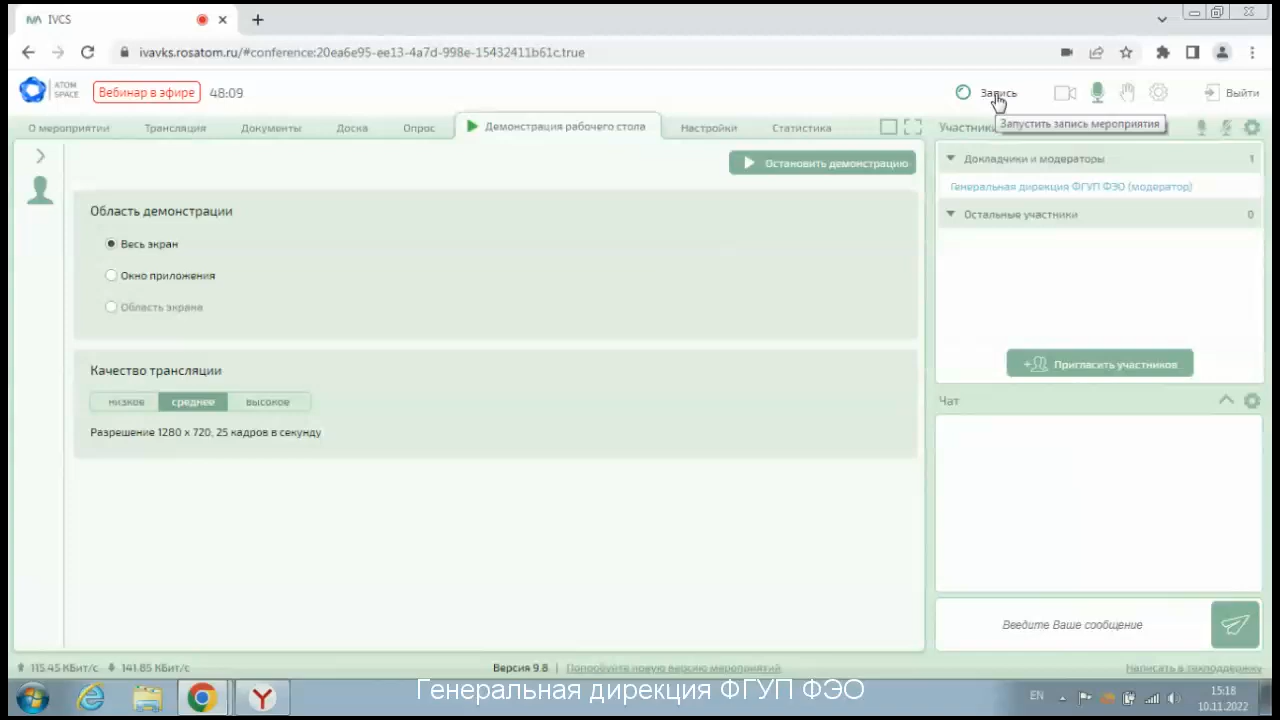 IVCS
ivavks.rosatom.ru/#conference:20ea6e95-ee13-4a7d-998e-15432411b61c,true
ATOM
SPACE
Вебинар в эфире
48:09
Запись
Выйти
Запустить запись мероприятия
О мероприятии
Трансляция
Документы
Доска
Опрос
Демонстрация рабочего стола
Настройки
Статистика
Остановить демонстрацию
Область демонстрации
Весь экран
Окно приложения
Область экрана
Качество трансляции
низкое
среднее
высокое
Разрешение 1280 x 720, 25 кадров в секунду
Докладчики и модераторы 1
Генеральная дирекция ФГУП ФЭО (модератор)
Остальные участники 0
Пригласить участников
Чат
Введите Ваше сообщение
115.45 КБит/с 141.85 КБит/с
Версия 9.8 | Попробуйте новую версию мероприятий
Написать в техподдержку
Генеральная дирекция ФГУП ФЭО
EN
15:18
10.11.2022